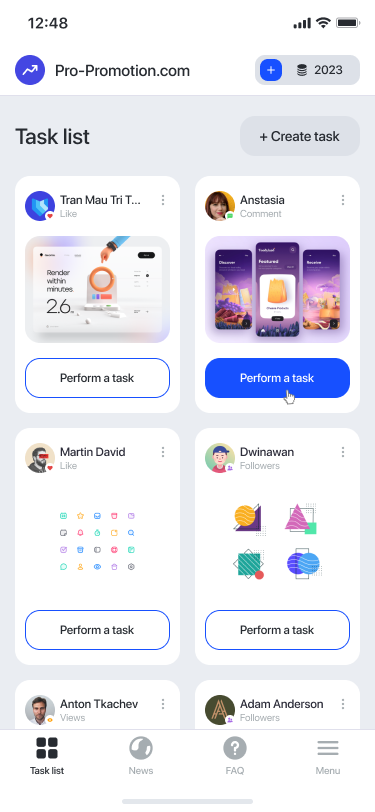 12:48
Pro-Promotion.com
+ 2023
Task list
+ Create task
Tran Mau Tri T...
Like
Anstasia
Comment
Render
within
minutes
2.6
Discover
Featured
Receive
Perform a task
Perform a task
Martin David
Like
Dwinawan
Followers
Perform a task
Perform a task
Anton Tkachev
Views
Adam Anderson
Followers
Task list
News
FAQ
Menu